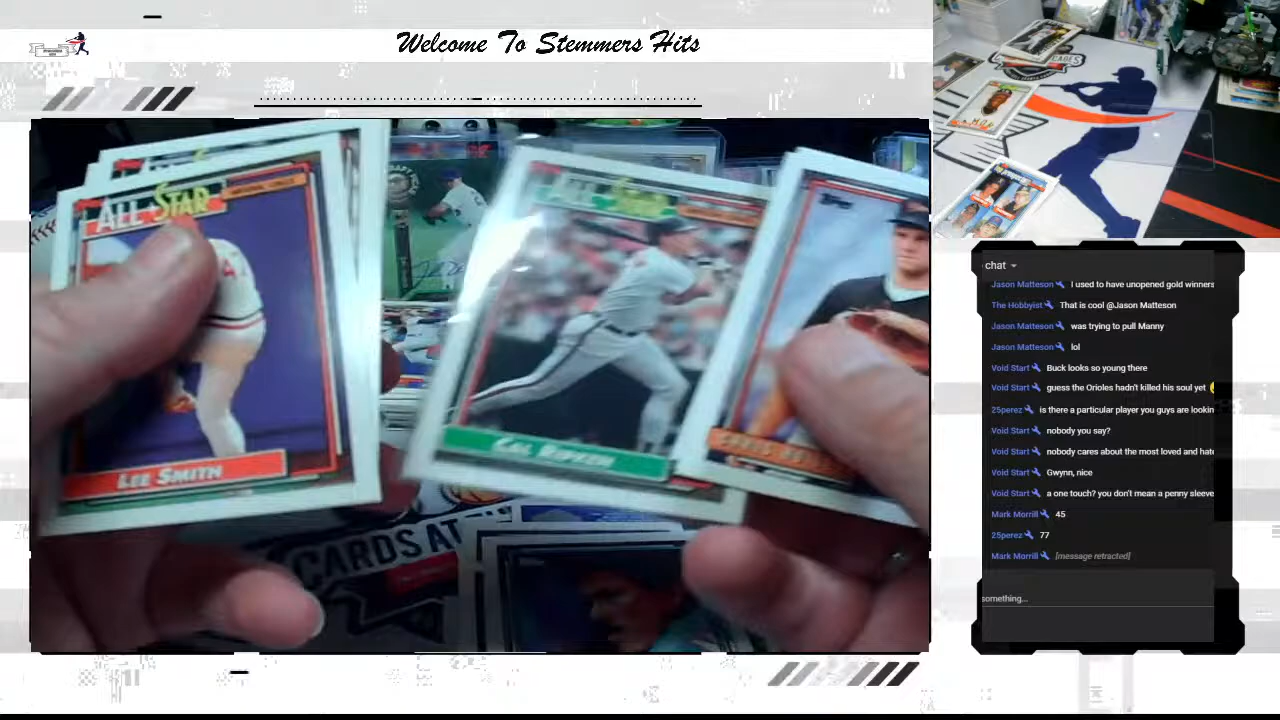 Welcome To Stemmers Hits
ALL STAR
LEE SMITH
ALL STAR
CAL RIPKEN
Topps
CARDS AT
chat
Jason Matteson I used to have unopened gold winners
The Hobbyist That is cool @Jason Matteson
Jason Matteson was trying to pull Manny
Jason Matteson lol
Void Start Buck looks so young there
Void Start guess the Orioles hadn't killed his soul yet
25perez is there a particular player you guys are lookin
Void Start nobody you say?
Void Start nobody cares about the most loved and hat
Void Start Gwynn, nice
Void Start a one touch? you don't mean a penny sleeve
Mark Morrill 45
25perez 77
Mark Morrill [message retracted]
something...